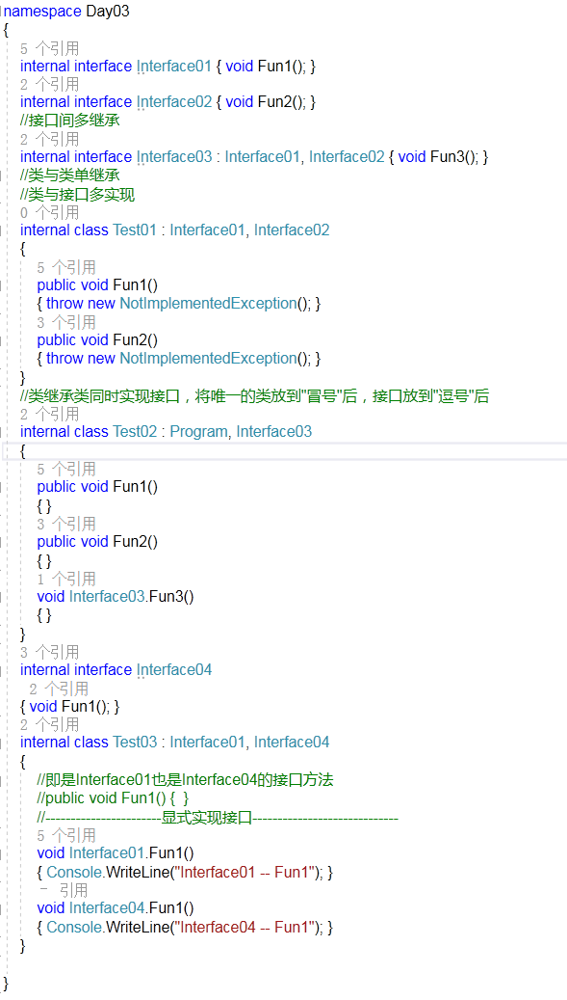 namespace Day03
{
5 个引用
internal interface Interface01 { void Fun1(); }
2 个引用
internal interface Interface02 { void Fun2(); }
//接口间多继承
2 个引用
internal interface Interface03 : Interface01, Interface02 { void Fun3(); }
//类与类单继承
//类与接口多实现
0 个引用
internal class Test01 : Interface01, Interface02
{
5 个引用
public void Fun1()
{ throw new NotImplementedException(); }
3 个引用
public void Fun2()
{ throw new NotImplementedException(); }
}
//类继承类同时实现接口，将唯一的类放到"冒号"后，接口放到"逗号"后
2 个引用
internal class Test02 : Program, Interface03
{
5 个引用
public void Fun1()
{ }
3 个引用
public void Fun2()
{ }
1 个引用
void Interface03.Fun3()
{ }
}
3 个引用
internal interface Interface04
2 个引用
{ void Fun1(); }
2 个引用
internal class Test03 : Interface01, Interface04
{
//即是Interface01也是Interface04的接口方法
//public void Fun1() { }
//-----------------------显式实现接口-----------------------------
5 个引用
void Interface01.Fun1()
{ Console.WriteLine("Interface01 -- Fun1"); }
引用
void Interface04.Fun1()
{ Console.WriteLine("Interface04 -- Fun1"); }
}
}